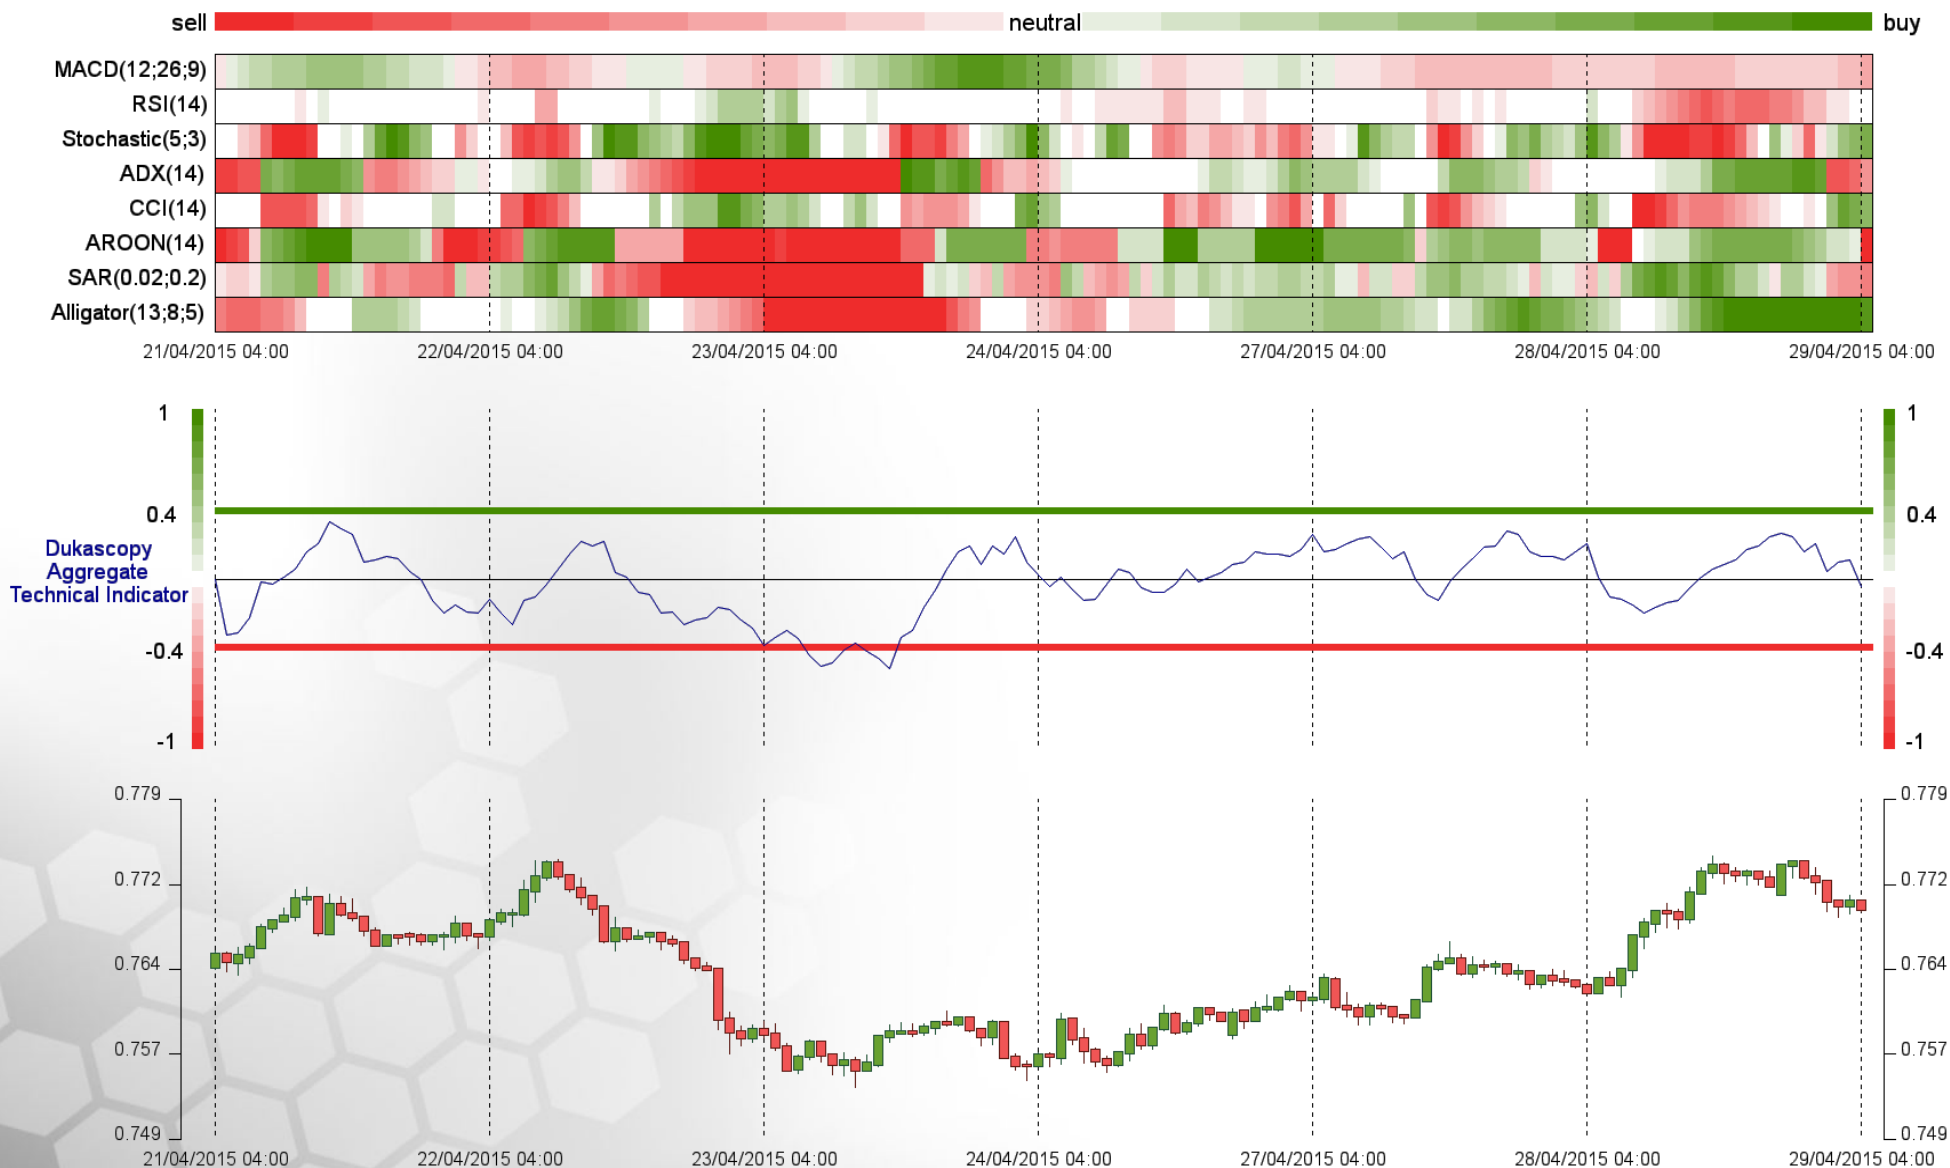 sell neutral buy
MACD(12;26;9)
RSI(14)
Stochastic(5;3)
ADX(14)
CCI(14)
AROON(14)
SAR(0.02;0.2)
Alligator(13;8;5)
21/04/2015 04:00 22/04/2015 04:00 23/04/2015 04:00 24/04/2015 04:00 27/04/2015 04:00 28/04/2015 04:00 29/04/2015 04:00
1 1
0.4 0.4
Dukascopy
Aggregate
Technical Indicator
-0.4 -0.4
-1 -1
0.779 0.779
0.772 0.772
0.764 0.764
0.757 0.757
0.749 0.749
21/04/2015 04:00 22/04/2015 04:00 23/04/2015 04:00 24/04/2015 04:00 27/04/2015 04:00 28/04/2015 04:00 29/04/2015 04:00